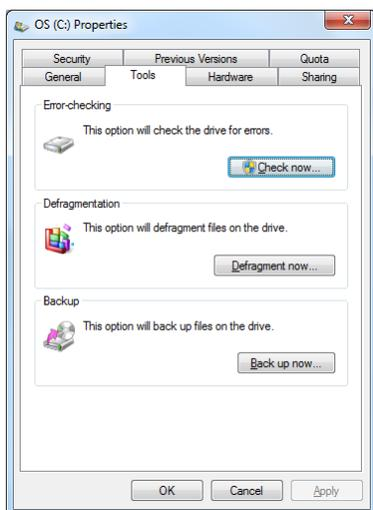 OS (C:) Properties
Security Previous Versions Quota
General Tools Hardware Sharing
Error-checking
This option will check the drive for errors.
Check now...
Defragmentation
This option will defragment files on the drive.
Defragment now...
Backup
This option will back up files on the drive.
Back up now...
OK Cancel Apply